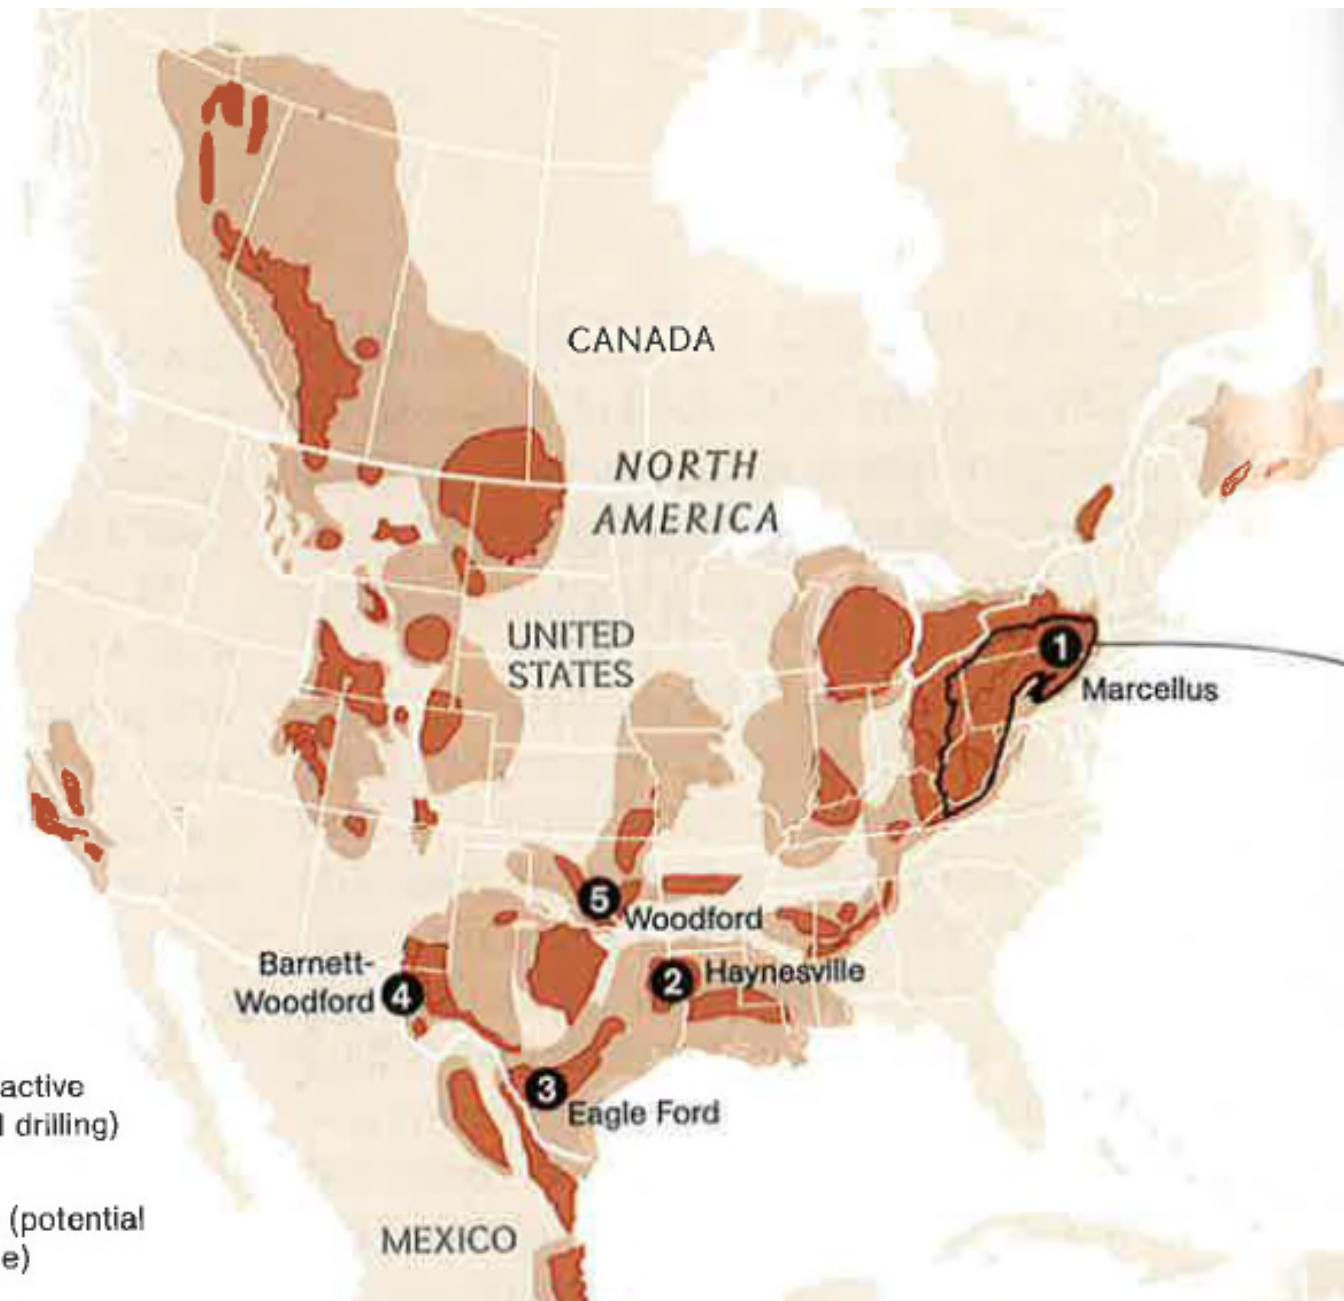 CANADA
NORTH
AMERICA
UNITED
STATES
1
Marcellus
5
Woodford
Barnett-
Woodford
4
2
Haynesville
3
Eagle Ford
active
drilling)
(potential
e)
MEXICO